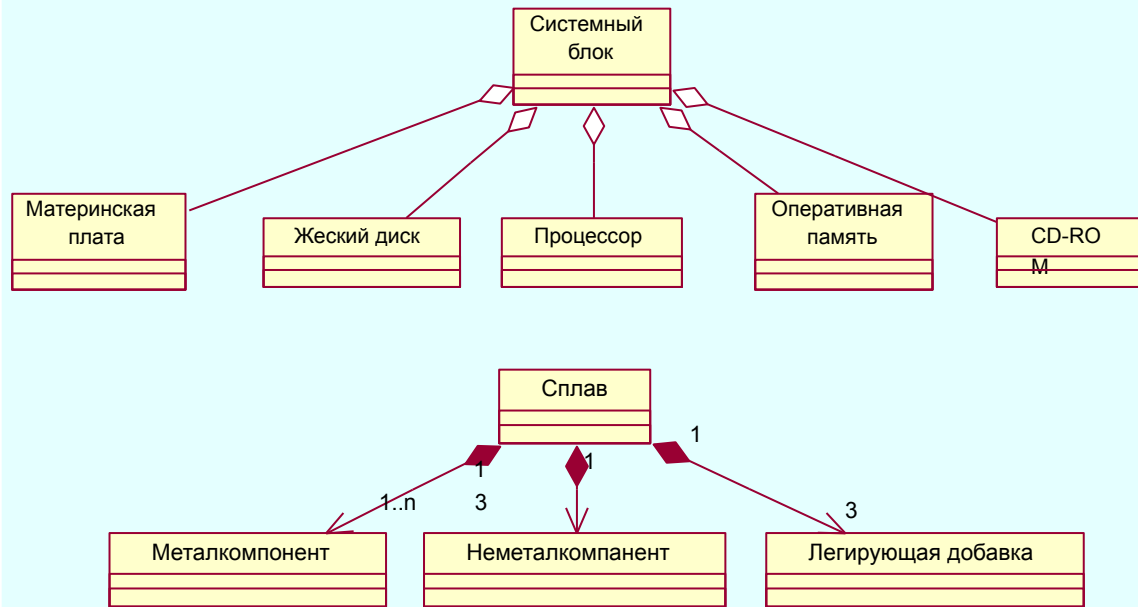 Системный
блок
Материнская
плата
Жеский диск
Процессор
Оперативная
память
CD-RO
M
Сплав
1
1
1
1..n
3
3
Металкомпонент
Неметалкомпанент
Легирующая добавка